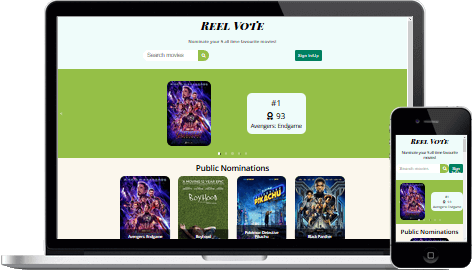 REEL VOTE
Nominate your 5 all time favourite movies!
Search movies
Sign In/Up
#1
93
Avengers: Endgame
Public Nominations
BOYHOOD
PIKACHU
Avengers: Endgame
Boyhood
Pokémon Detective
Pikachu
Black Panther
REEL VOTE
Nominate your 5 all time favourite
movies!
Search movies
Sign
#1
93
Avengers: Endgame
Public Nominations